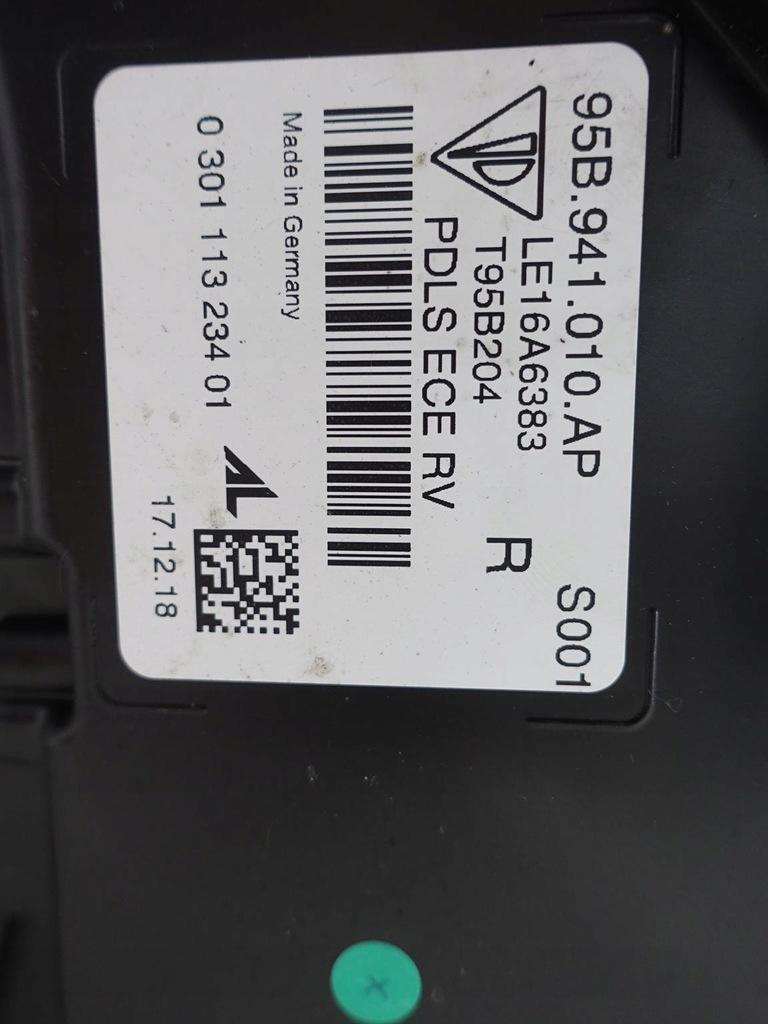 95B.941.010.AP S001
LE16A6383
T95B204 R
PDLS ECE RV
Made in Germany
0 301 113 234 01 AL
17.12.18
x